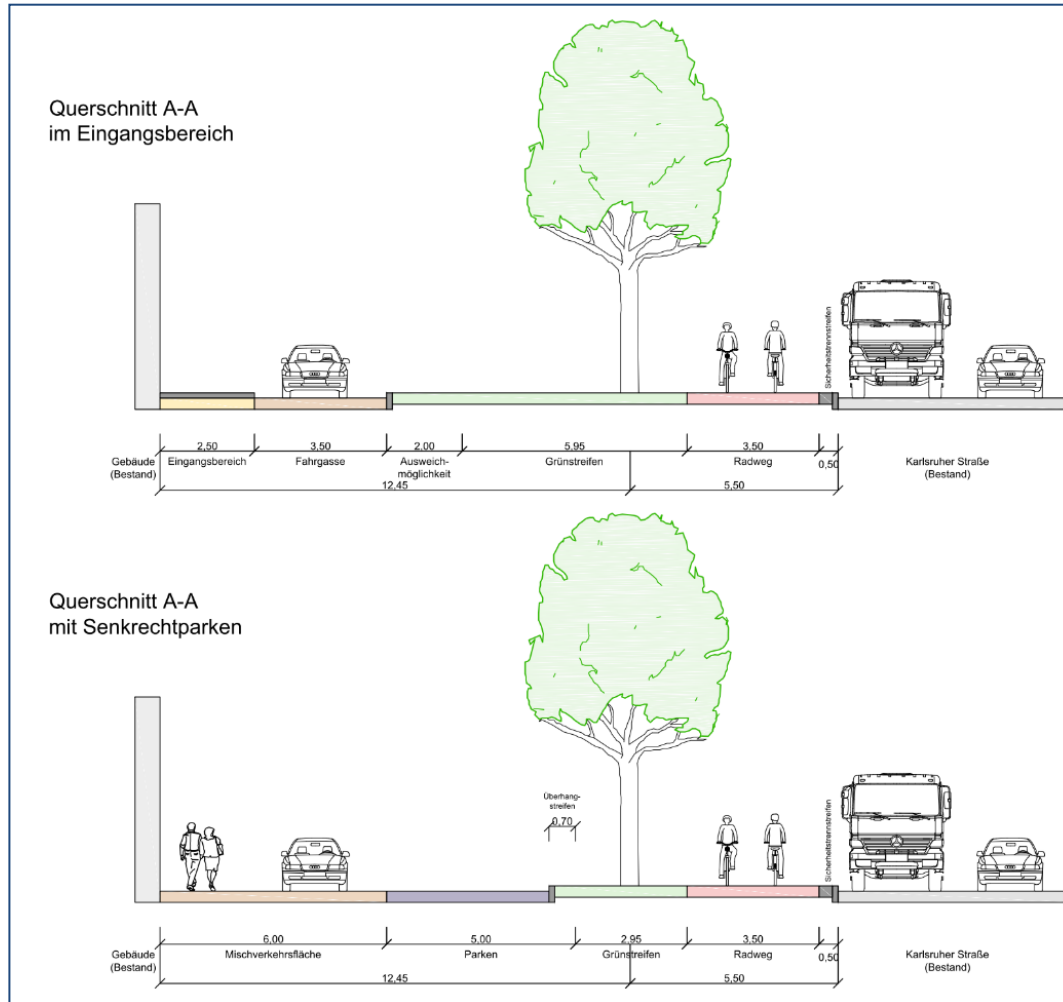 Querschnitt A-A
im Eingangsbereich
Sicherheitstrennstreifen
2,50
3,50
2,00
5,95
3,50
0,50
Gebäude
(Bestand)
Eingangsbereich
Fahrgasse
Ausweich-
möglichkeit
Grünstreifen
Radweg
Karlsruher Straße
(Bestand)
12,45
5,50
Querschnitt A-A
mit Senkrechtparken
Überhang-
streifen
0,70
Sicherheitstrennstreifen
6,00
5,00
2,95
3,50
0,50
Gebäude
(Bestand)
Mischverkehrsfläche
Parken
Grünstreifen
Radweg
Karlsruher Straße
(Bestand)
12,45
5,50